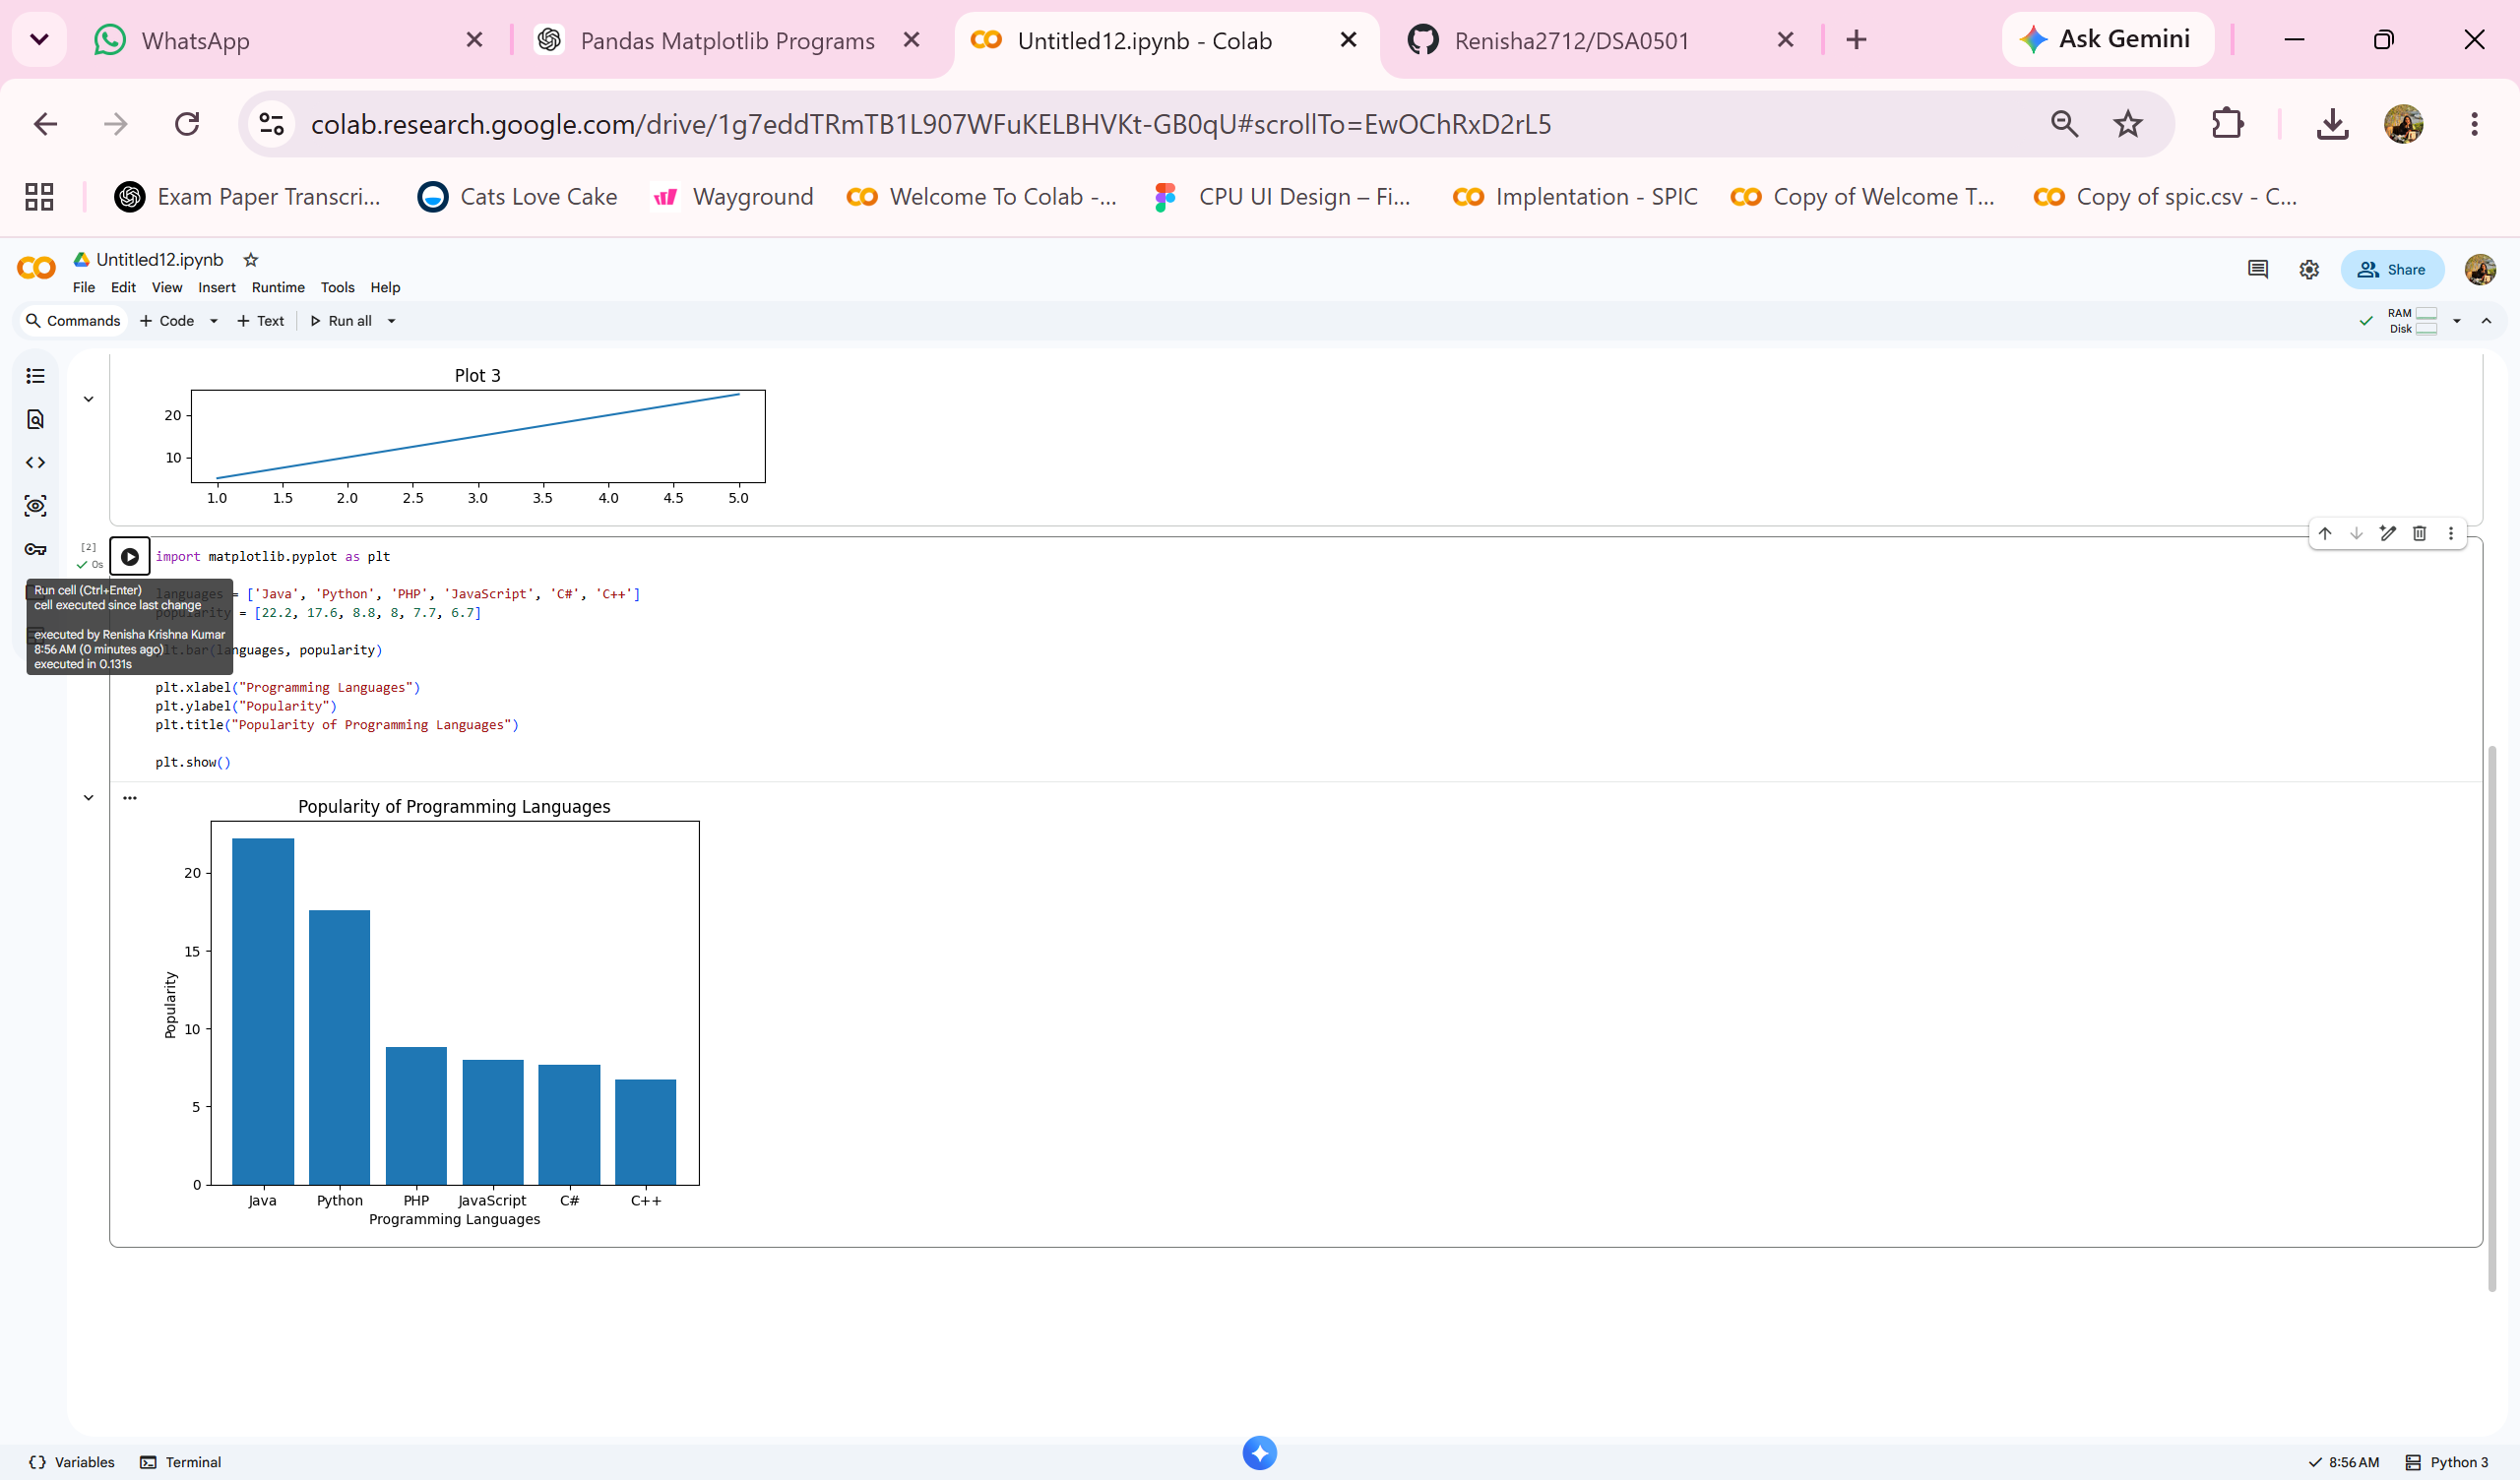 WhatsApp
Pandas Matplotlib Programs
Untitled12.ipynb - Colab
Renisha2712/DSA0501
Ask Gemini
colab.research.google.com/drive/1g7eddTRmTB1L907WFuKELBHVKt-GB0qU#scrollTo=EwOChRxD2rL5
Exam Paper Transcri...
Cats Love Cake
Wayground
Welcome To Colab -...
CPU UI Design – Fi...
Implentation - SPIC
Copy of Welcome T...
Copy of spic.csv - C...
Untitled12.ipynb
File Edit View Insert Runtime Tools Help
Share
Commands + Code + Text Run all
RAM
Disk
Plot 3
20
10
1.0 1.5 2.0 2.5 3.0 3.5 4.0 4.5 5.0
[2]
0s
import matplotlib.pyplot as plt
Run cell (Ctrl+Enter)
cell executed since last change
executed by Renisha Krishna Kumar
8:56 AM (0 minutes ago)
executed in 0.131s
languages = ['Java', 'Python', 'PHP', 'JavaScript', 'C#', 'C++']
popularity = [22.2, 17.6, 8.8, 8, 7.7, 6.7]
plt.bar(languages, popularity)
plt.xlabel("Programming Languages")
plt.ylabel("Popularity")
plt.title("Popularity of Programming Languages")
plt.show()
Popularity of Programming Languages
20
15
10
5
0
Popularity
Java Python PHP JavaScript C# C++
Programming Languages
Variables
Terminal
8:56 AM
Python 3